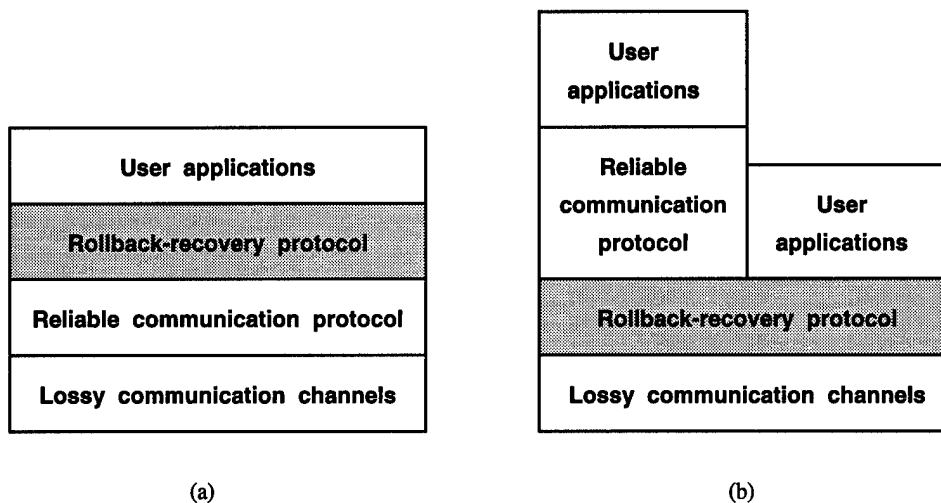 User applications
Rollback-recovery protocol
Reliable communication protocol
Lossy communication channels
(a)
User
applications
Reliable
communication
protocol
User
applications
Rollback-recovery protocol
Lossy communication channels
(b)